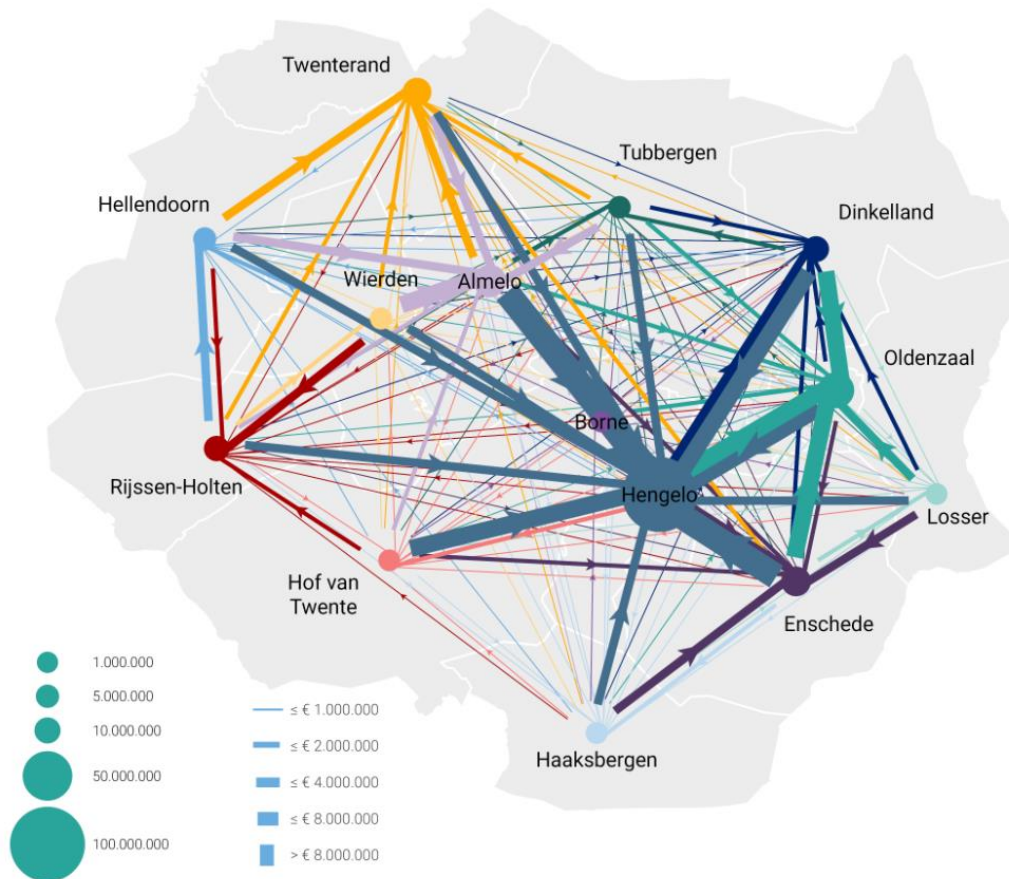 Twenterand
Tubbergen
Hellendoorn
Dinkelland
Wierden
Almelo
Oldenzaal
Borne
Rijssen-Holten
Hengelo
Losser
Hof van
Twente
Enschede
Haaksbergen
1.000.000
5.000.000
10.000.000
50.000.000
100.000.000
≤ € 1.000.000
≤ € 2.000.000
≤ € 4.000.000
≤ € 8.000.000
> € 8.000.000